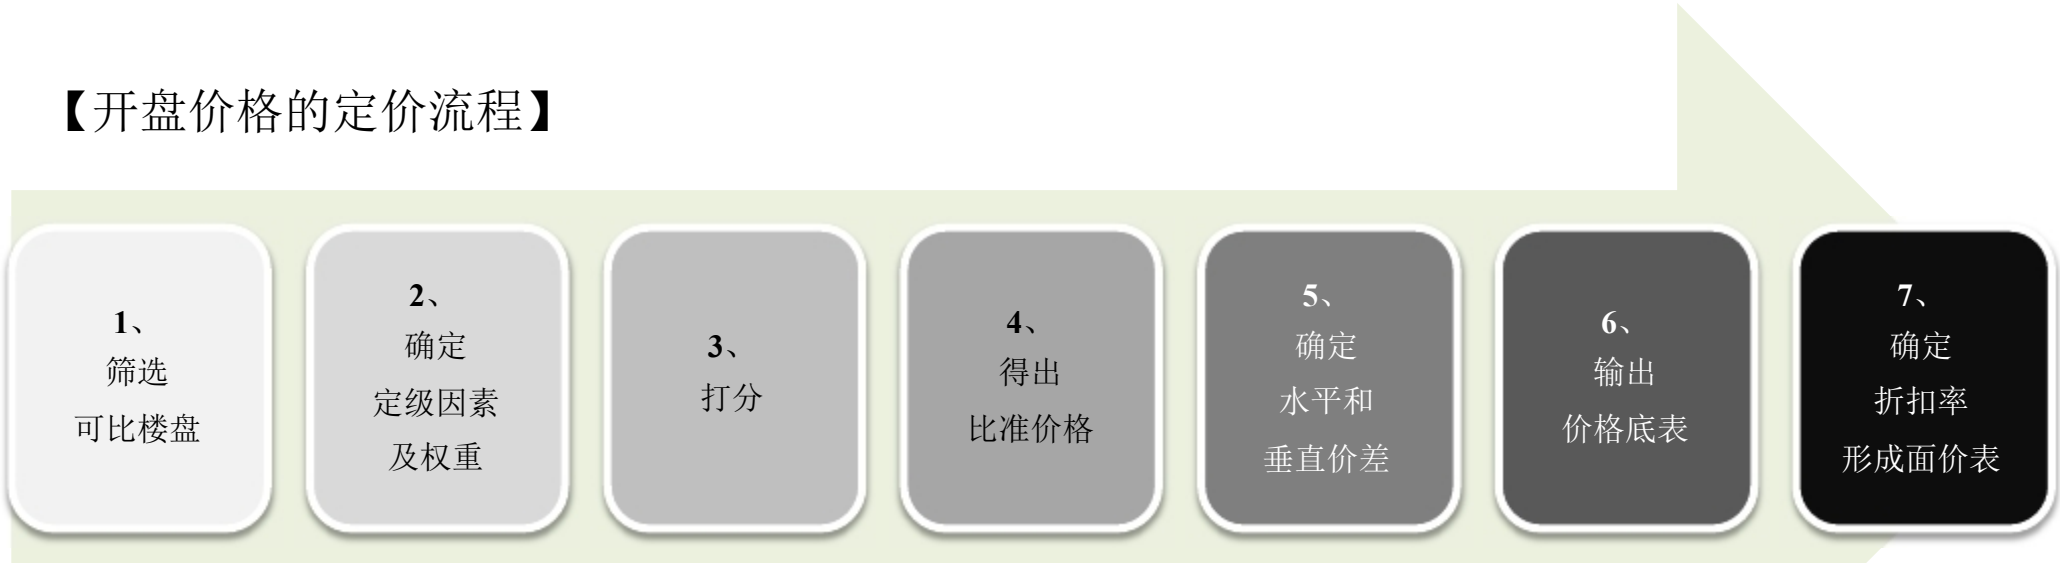 【开盘价格的定价流程】
1、
筛选
可比楼盘
2、
确定
定级因素
及权重
3、
打分
4、
得出
比准价格
5、
确定
水平和
垂直价差
6、
输出
价格底表
7、
确定
折扣率
形成面价表